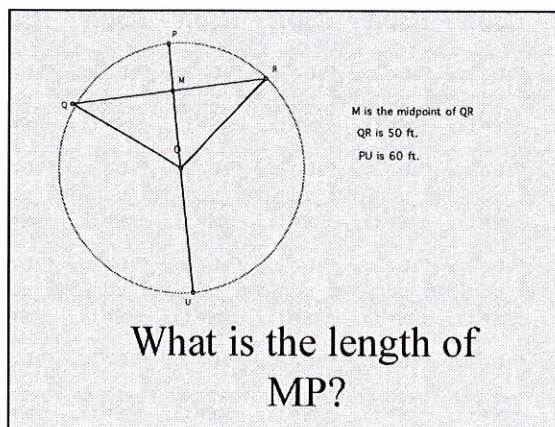 P
R
M
Q
O
U
M is the midpoint of QR
QR is 50 ft.
PU is 60 ft.
What is the length of
MP?